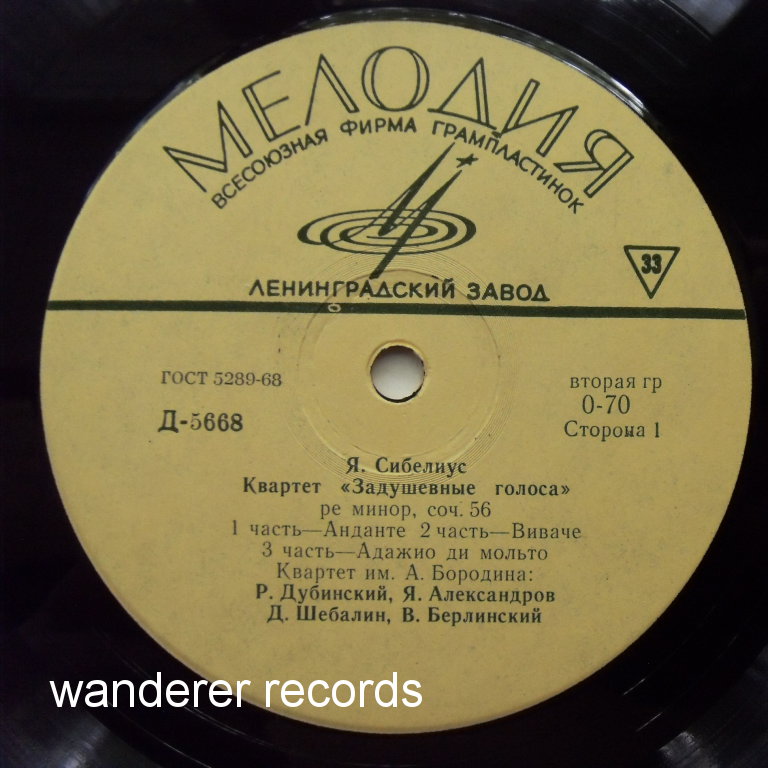 МЕЛОДИЯ
ВСЕСОЮЗНАЯ ФИРМА ГРАМПЛАСТИНОК
33
ЛЕНИНГРАДСКИЙ ЗАВОД
ГОСТ 5289-68
вторая гр
Д-5668
0-70
Сторона 1
Я. Сибелиус
Квартет «Задушевные голоса»
ре минор, соч. 56
1 часть—Анданте 2 часть—Виваче
3 часть—Адажио ди мольто
Квартет им. А. Бородина:
Р. Дубинский, Я. Александров
Д. Шебалин, В. Берлинский
wanderer records